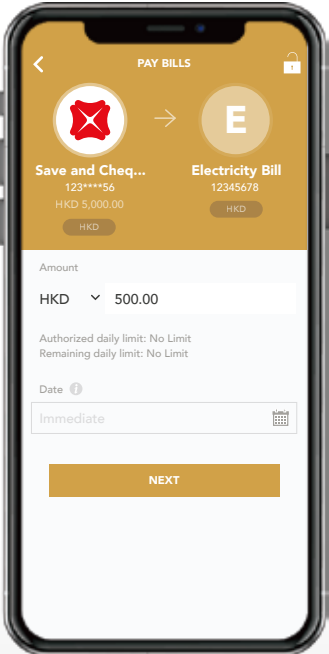 PAY BILLS
E
Save and Cheq...
123****56
HKD 5,000.00
HKD
Electricity Bill
12345678
HKD
Amount
HKD 500.00
Authorized daily limit: No Limit
Remaining daily limit: No Limit
Date i
Immediate
NEXT